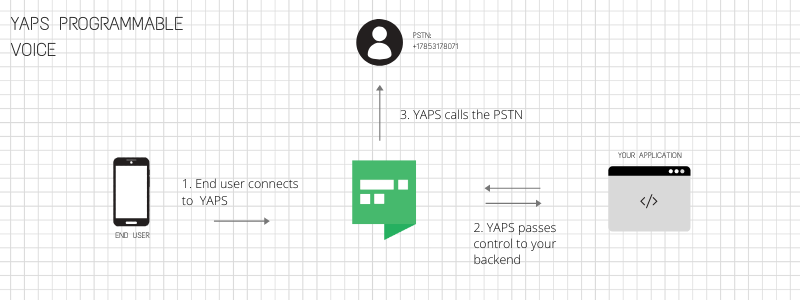 YAPS PROGRAMMABLE
VOICE
PSTN:
+17853178071
3. YAPS calls the PSTN
YOUR APPLICATION
1. End user connects
to YAPS
</>
2. YAPS passes
control to your
backend
END USER